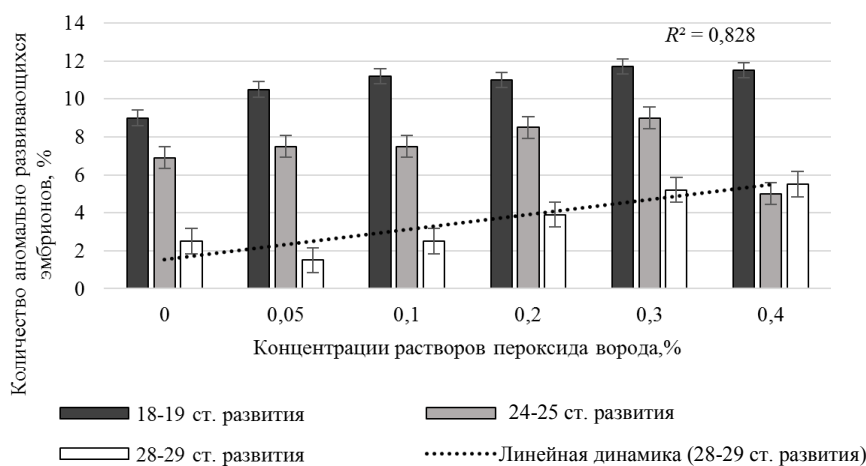 Количество аномально развивающихся
эмбрионов, %
14
12
10
8
6
4
2
0
R² = 0,828
0 0,05 0,1 0,2 0,3 0,4
Концентрации растворов пероксида ворода,%
18-19 ст. развития 24-25 ст. развития
28-29 ст. развития Линейная динамика (28-29 ст. развития)